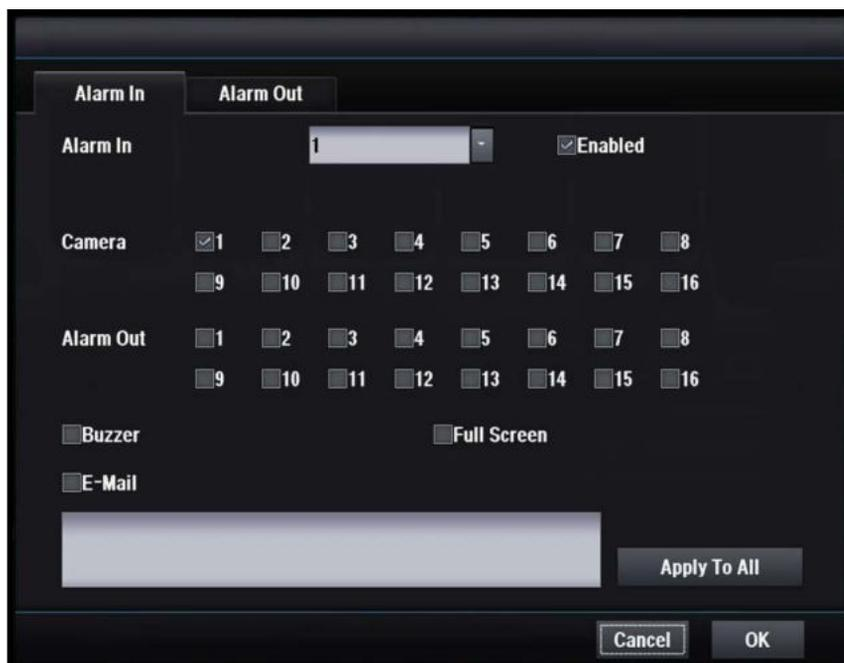 Alarm In Alarm Out
Alarm In 1 Enabled
Camera 1 2 3 4 5 6 7 8
9 10 11 12 13 14 15 16
Alarm Out 1 2 3 4 5 6 7 8
9 10 11 12 13 14 15 16
Buzzer Full Screen
E-Mail
Apply To All
Cancel OK